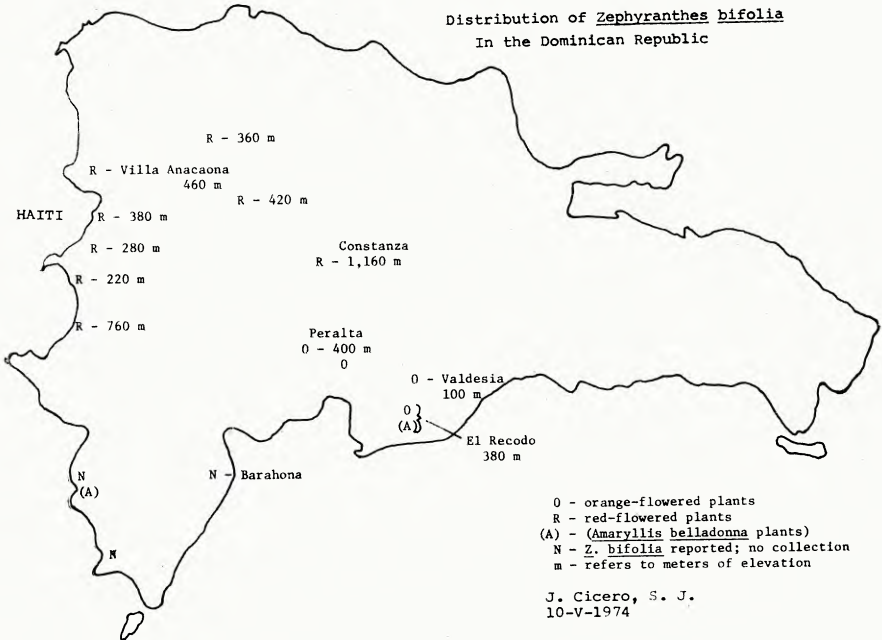 Distribution of Zephyranthes bifolia
In the Dominican Republic
R - 360 m
R - Villa Anacaona
460 m
R - 420 m
HAITI
R - 380 m
R - 280 m
Constanza
R - 1,160 m
R - 220 m
R - 760 m
Peralta
O - 400 m
O
O - Valdesia
100 m
O
(A)
El Recodo
380 m
N
(A)
N - Barahona
N
O - orange-flowered plants
R - red-flowered plants
(A) - (Amaryllis belladonna plants)
N - Z. bifolia reported; no collection
m - refers to meters of elevation
J. Cicero, S. J.
10-V-1974